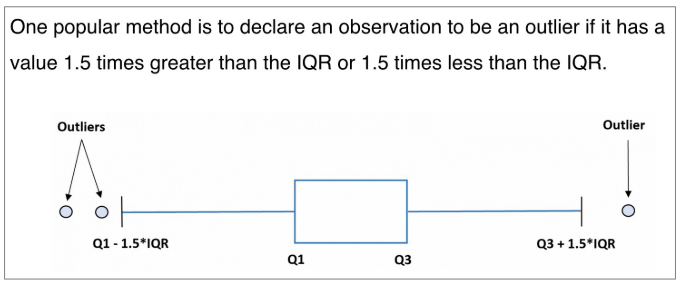 One popular method is to declare an observation to be an outlier if it has a
value 1.5 times greater than the IQR or 1.5 times less than the IQR.
Outliers
Outlier
Q1 - 1.5*IQR
Q3 + 1.5*IQR
Q1
Q3